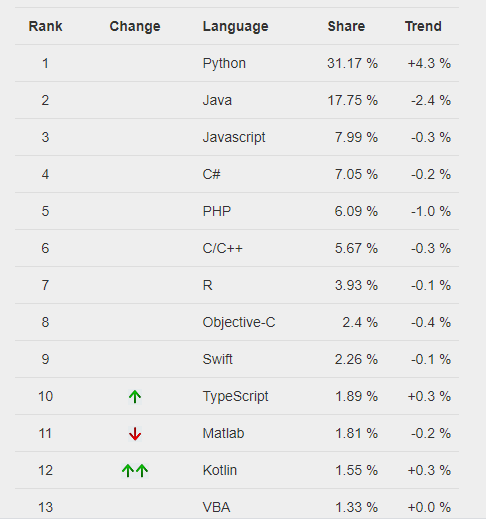 Rank Change Language Share Trend
1 Python 31.17 % +4.3 %
2 Java 17.75 % -2.4 %
3 Javascript 7.99 % -0.3 %
4 C# 7.05 % -0.2 %
5 PHP 6.09 % -1.0 %
6 C/C++ 5.67 % -0.3 %
7 R 3.93 % -0.1 %
8 Objective-C 2.4 % -0.4 %
9 Swift 2.26 % -0.1 %
10 TypeScript 1.89 % +0.3 %
11 Matlab 1.81 % -0.2 %
12 Kotlin 1.55 % +0.3 %
13 VBA 1.33 % +0.0 %